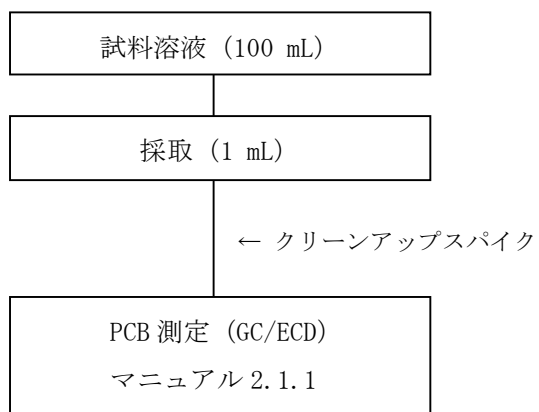 試料溶液 (100 mL)
採取 (1 mL)
← クリーンアップスパイク
PCB 測定 (GC/ECD)
マニュアル 2.1.1